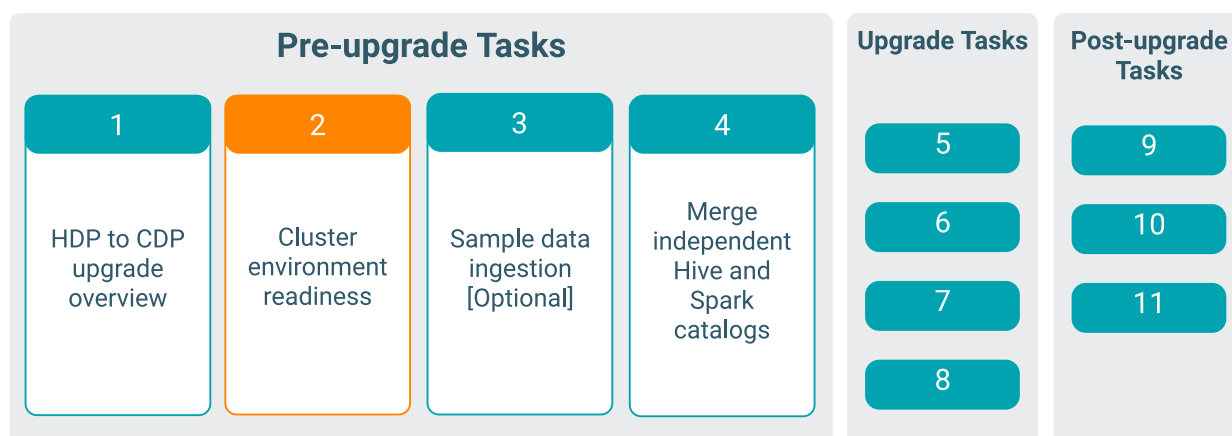 Pre-upgrade Tasks
1
HDP to CDP
upgrade
overview
2
Cluster
environment
readiness
3
Sample data
ingestion
[Optional]
4
Merge
independent
Hive and
Spark
catalogs
Upgrade Tasks
5
6
7
8
Post-upgrade
Tasks
9
10
11